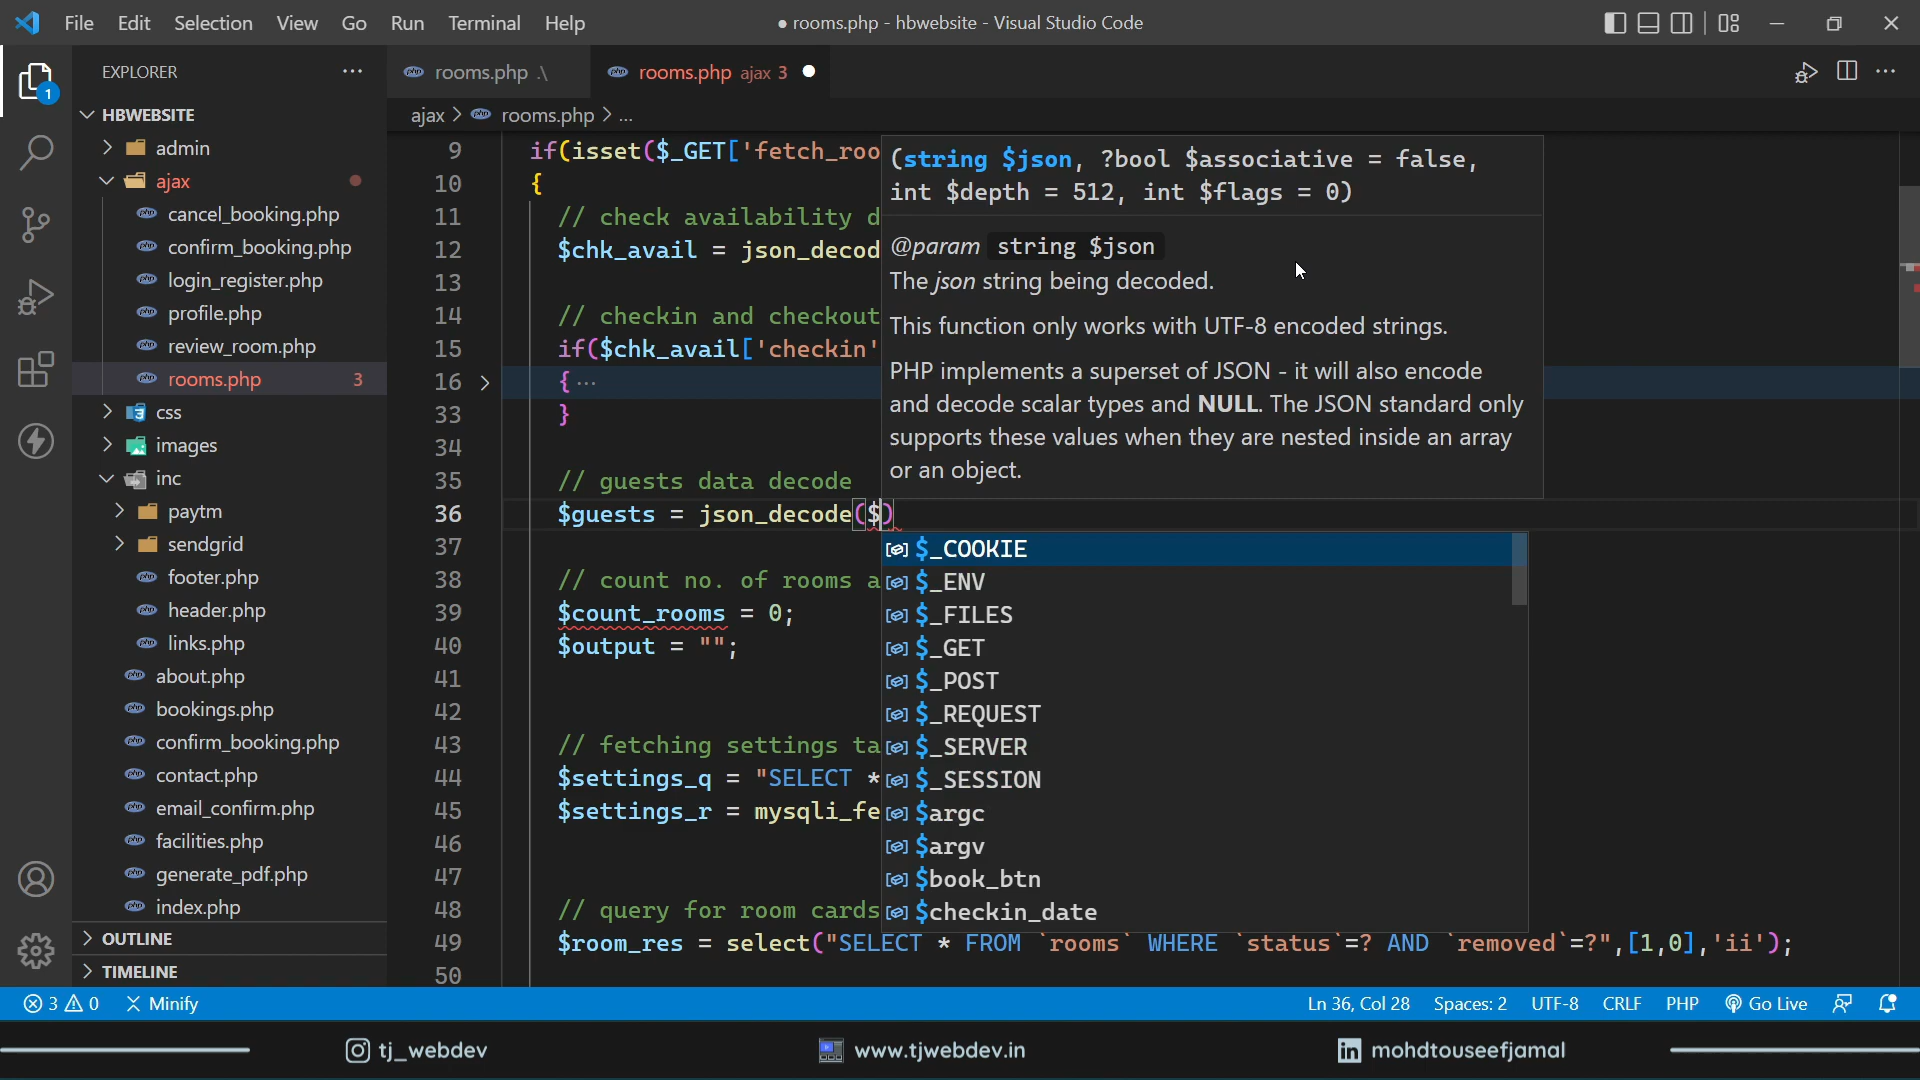 File Edit Selection View Go Run Terminal Help
● rooms.php - hbwebsite - Visual Studio Code
EXPLORER
HBWEBSITE
admin
ajax
cancel_booking.php
confirm_booking.php
login_register.php
profile.php
review_room.php
rooms.php 3
css
images
inc
paytm
sendgrid
footer.php
header.php
links.php
about.php
bookings.php
confirm_booking.php
contact.php
email_confirm.php
facilities.php
generate_pdf.php
index.php
OUTLINE
TIMELINE
1
rooms.php .\
rooms.php ajax 3
ajax > rooms.php > ...
9 if(isset($_GET['fetch_roo
10 {
11 // check availability d
12 $chk_avail = json_decod
13
14 // checkin and checkout
15 if($chk_avail['checkin'
16 { ...
33 }
34
35 // guests data decode
36 $guests = json_decode($)
37
38 // count no. of rooms a
39 $count_rooms = 0;
40 $output = "";
41
42
43 // fetching settings ta
44 $settings_q = "SELECT *
45 $settings_r = mysqli_fe
46
47
48 // query for room cards
49 $room_res = select("SELECT * FROM `rooms` WHERE `status`=? AND `removed`=?",[1,0],'ii');
50
(string $json, ?bool $associative = false,
int $depth = 512, int $flags = 0)
@param string $json
The json string being decoded.
This function only works with UTF-8 encoded strings.
PHP implements a superset of JSON - it will also encode
and decode scalar types and NULL. The JSON standard only
supports these values when they are nested inside an array
or an object.
$_COOKIE
$_ENV
$_FILES
$_GET
$_POST
$_REQUEST
$_SERVER
$_SESSION
$argc
$argv
$book_btn
$checkin_date
3 0 Minify
Ln 36, Col 28 Spaces: 2 UTF-8 CRLF PHP Go Live
tj_webdev
www.tjwebdev.in
mohdtouseefjamal